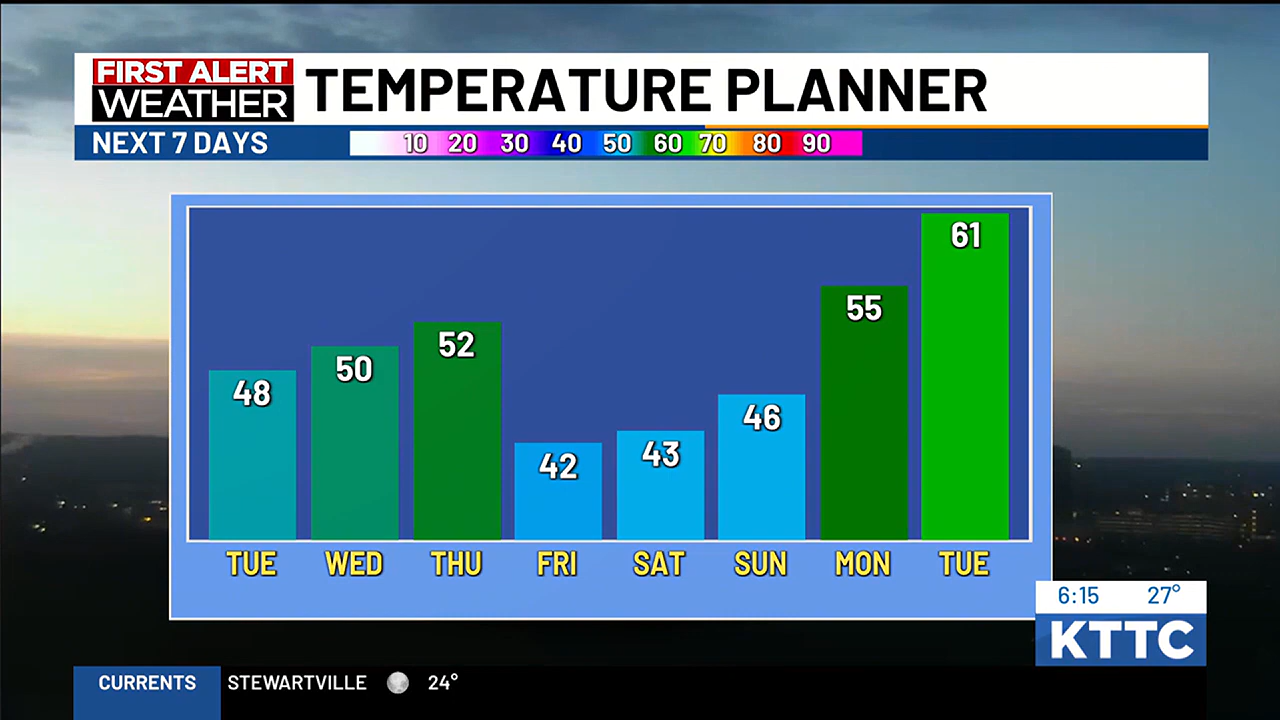 FIRST ALERT
WEATHER
TEMPERATURE PLANNER
NEXT 7 DAYS
10 20 30 40 50 60 70 80 90
48 50 52 42 43 46 55 61
TUE WED THU FRI SAT SUN MON TUE
6:15 27°
KTTC
CURRENTS STEWARTVILLE 24°